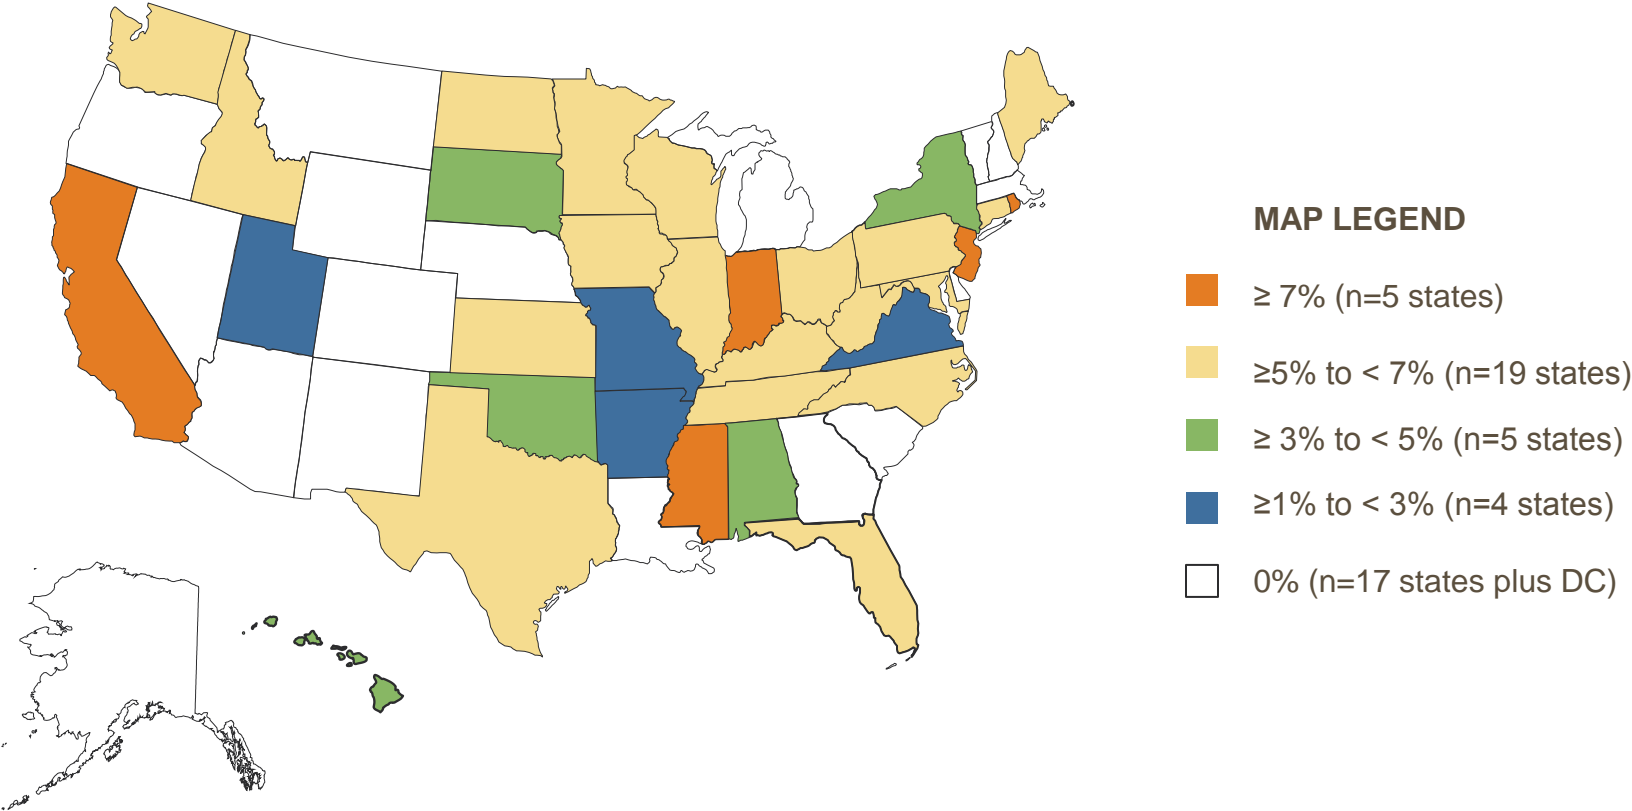 MAP LEGEND
≥ 7% (n=5 states)
≥5% to < 7% (n=19 states)
≥ 3% to < 5% (n=5 states)
≥1% to < 3% (n=4 states)
0% (n=17 states plus DC)